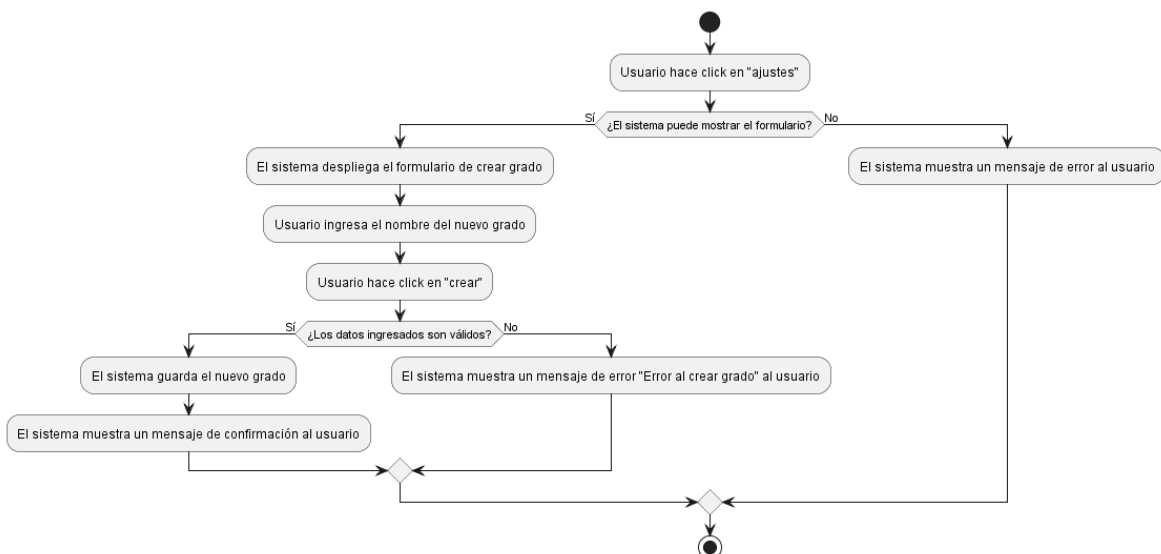 Usuario hace click en "ajustes"
Sí
¿El sistema puede mostrar el formulario?
No
El sistema despliega el formulario de crear grado
El sistema muestra un mensaje de error al usuario
Usuario ingresa el nombre del nuevo grado
Usuario hace click en "crear"
Sí
¿Los datos ingresados son válidos?
No
El sistema guarda el nuevo grado
El sistema muestra un mensaje de error "Error al crear grado" al usuario
El sistema muestra un mensaje de confirmación al usuario